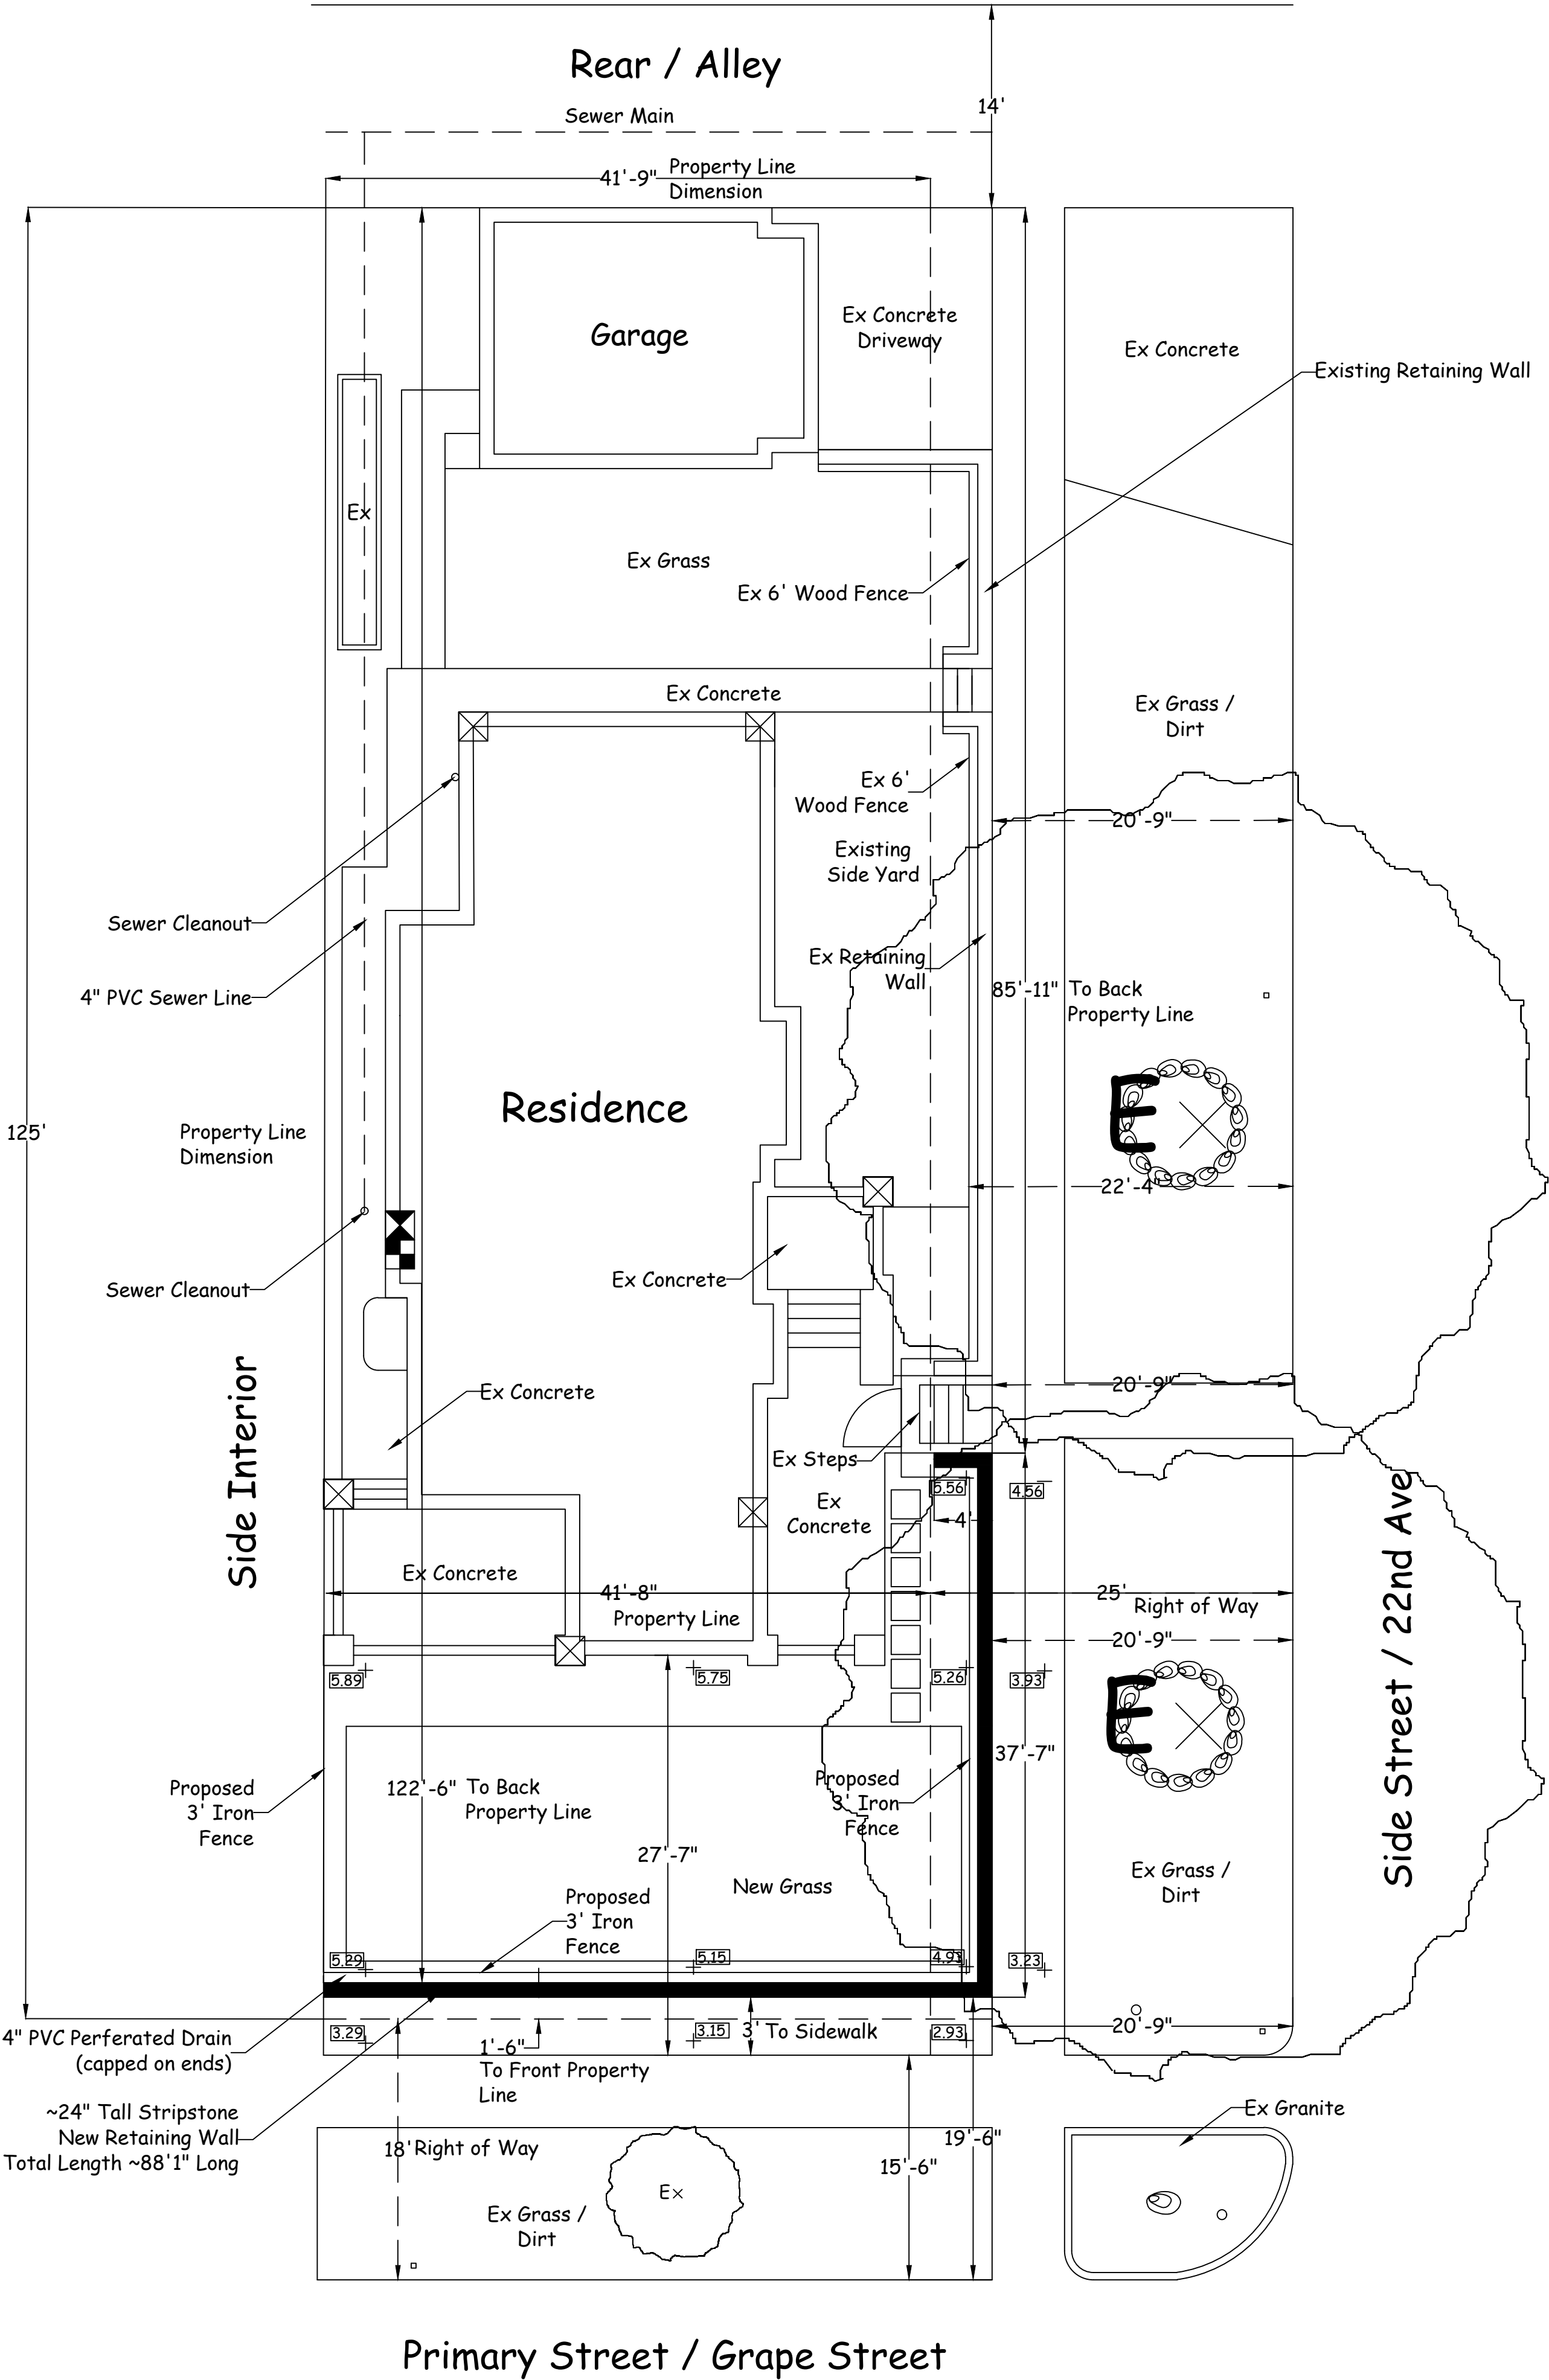 Rear / Alley
14'
Sewer Main
41'-9"
Property Line
Dimension
Garage
Ex Concrete
Driveway
Ex Concrete
Existing Retaining Wall
Ex
Ex Grass
Ex 6' Wood Fence
Ex Concrete
Ex Grass /
Dirt
Ex 6'
Wood Fence
20'-9"
Existing
Side Yard
Sewer Cleanout
Ex Retaining
Wall
4" PVC Sewer Line
85'-11"
To Back
Property Line
Residence
E
125'
Property Line
Dimension
22'-4"
Sewer Cleanout
Ex Concrete
20'-9"
Ex Concrete
Side Interior
Ex Steps
5.56
4.56
Ex
Concrete
4'
Ex Concrete
41'-8"
Property Line
25'
Right of Way
20'-9"
Side Street / 22nd Ave
5.89
5.75
5.26
3.93
E
37'-7"
Proposed
3' Iron
Fence
122'-6"
To Back
Property Line
Proposed
3' Iron
Fence
27'-7"
New Grass
Ex Grass /
Dirt
Proposed
3' Iron
Fence
5.29
5.15
4.93
3.23
4" PVC Perferated Drain
(capped on ends)
3.29
1'-6"
To Front Property
Line
3.15
3' To Sidewalk
2.93
20'-9"
~24" Tall Stripstone
New Retaining Wall
Total Length ~88'1" Long
Ex Granite
18'
Right of Way
19'-6"
15'-6"
Ex
Ex Grass /
Dirt
Primary Street / Grape Street